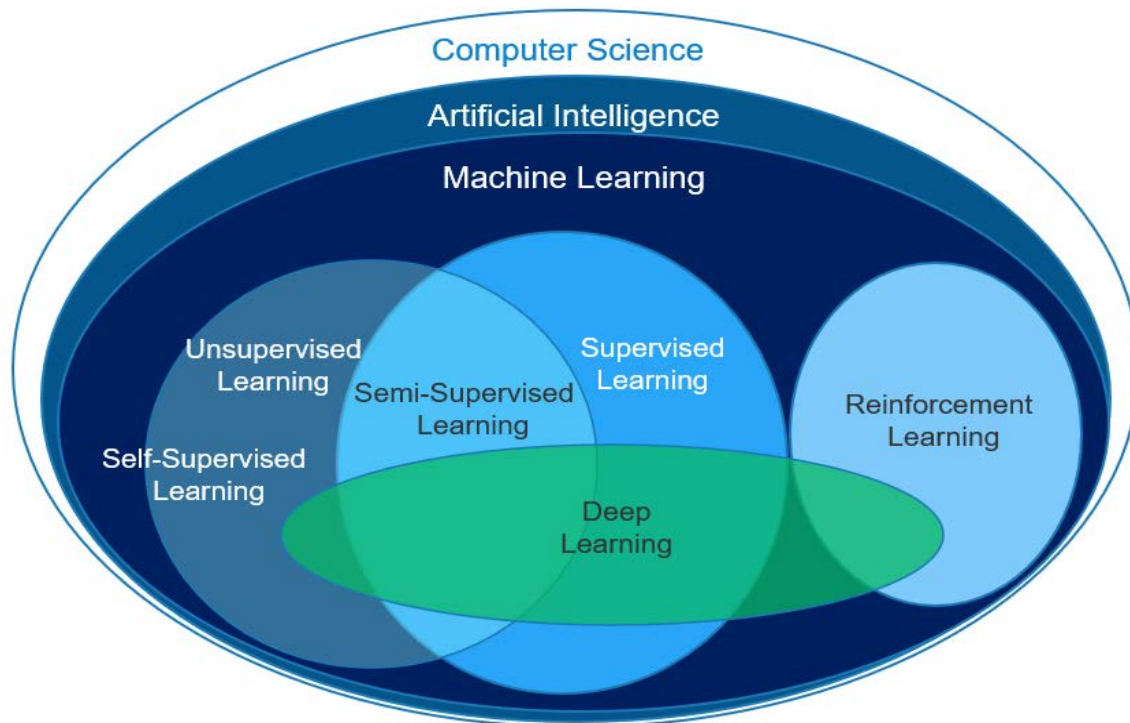 Computer Science
Artificial Intelligence
Machine Learning
Unsupervised
Learning
Supervised
Learning
Semi-Supervised
Learning
Reinforcement
Learning
Self-Supervised
Learning
Deep
Learning